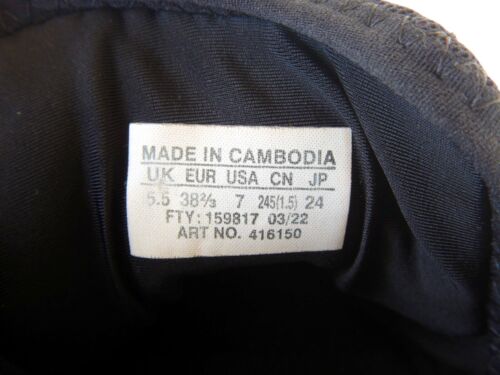 MADE IN CAMBODIA
UK EUR USA CN JP
5.5 38⅔ 7 245(1.5) 24
FTY: 159817 03/22
ART NO. 416150